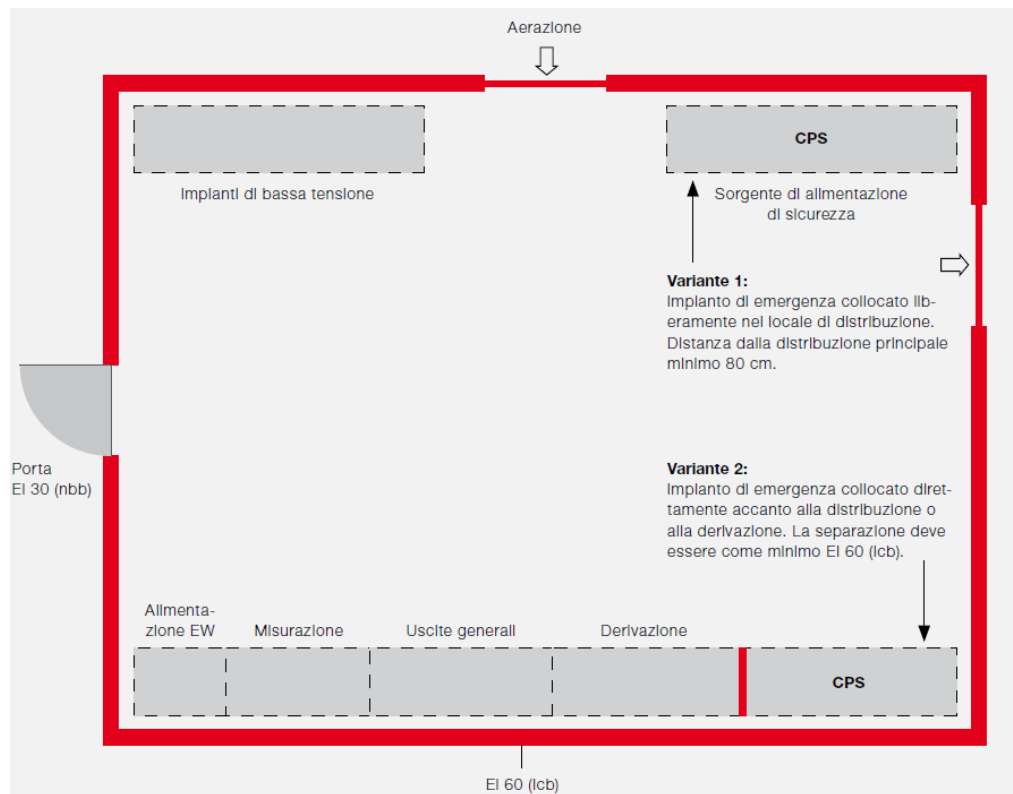 Aerazione
CPS
Impianti di bassa tensione
Sorgente di alimentazione
di sicurezza
Variante 1:
Impianto di emergenza collocato lib-
eramente nel locale di distribuzione.
Distanza dalla distribuzione principale
minimo 80 cm.
Porta
EI 30 (nbb)
Variante 2:
Impianto di emergenza collocato diret-
tamente accanto alla distribuzione o
alla derivazione. La separazione deve
essere come minimo EI 60 (icb).
Alimenta-
zione EW
Misurazione
Uscite generali
Derivazione
CPS
EI 60 (icb)